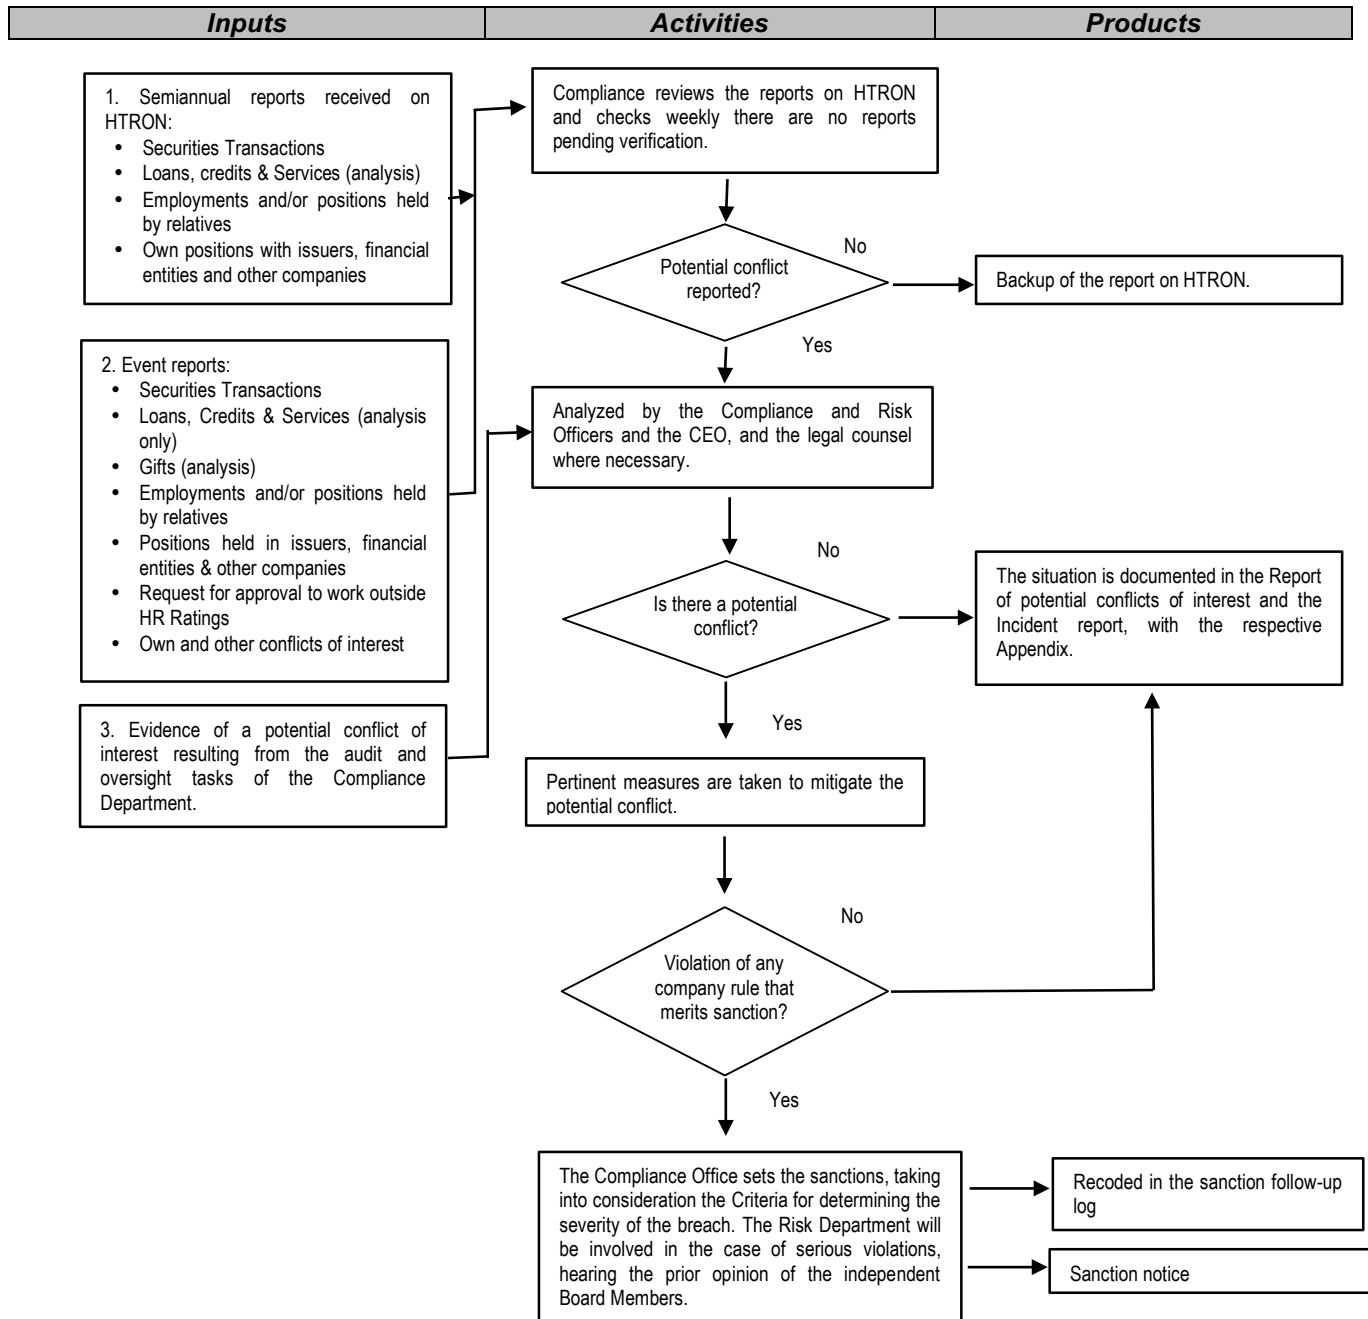 Inputs
Activities
Products
1. Semiannual reports received on
HTRON:
• Securities Transactions
• Loans, credits & Services (analysis)
• Employments and/or positions held
by relatives
• Own positions with issuers, financial
entities and other companies
Compliance reviews the reports on HTRON
and checks weekly there are no reports
pending verification.
Potential conflict
reported?
No
Backup of the report on HTRON.
Yes
2. Event reports:
• Securities Transactions
• Loans, Credits & Services (analysis
only)
• Gifts (analysis)
• Employments and/or positions held
by relatives
• Positions held in issuers, financial
entities & other companies
• Request for approval to work outside
HR Ratings
• Own and other conflicts of interest
Analyzed by the Compliance and Risk
Officers and the CEO, and the legal counsel
where necessary.
No
Is there a potential
conflict?
The situation is documented in the Report
of potential conflicts of interest and the
Incident report, with the respective
Appendix.
Yes
3. Evidence of a potential conflict of
interest resulting from the audit and
oversight tasks of the Compliance
Department.
Pertinent measures are taken to mitigate the
potential conflict.
No
Violation of any
company rule that
merits sanction?
Yes
The Compliance Office sets the sanctions, taking
into consideration the Criteria for determining the
severity of the breach. The Risk Department will
be involved in the case of serious violations,
hearing the prior opinion of the independent
Board Members.
Recoded in the sanction follow-up
log
Sanction notice